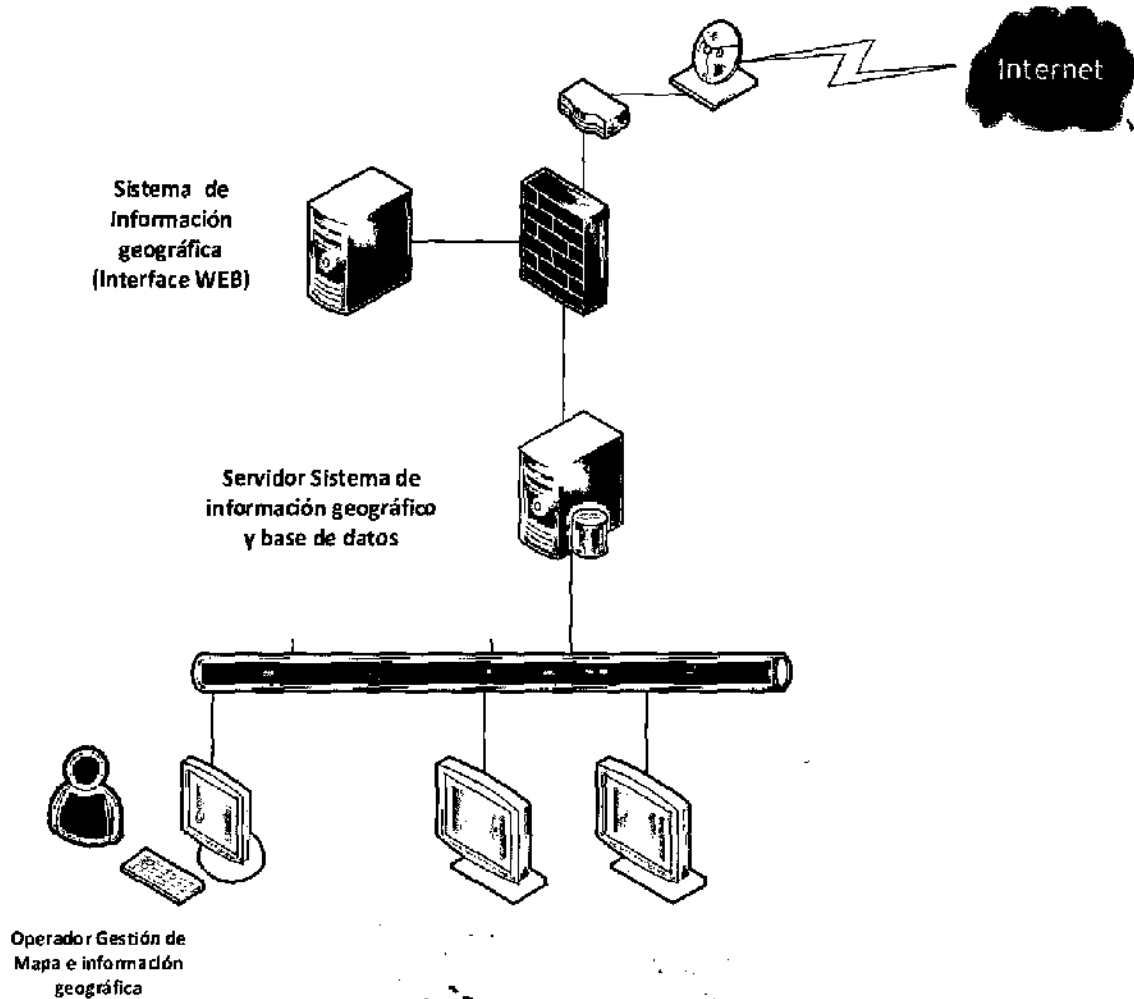 Internet
Sistema de
Información
geográfica
(Interface WEB)
Servidor Sistema de
información geográfico
y base de datos
Operador Gestión de
Mapa e información
geográfica